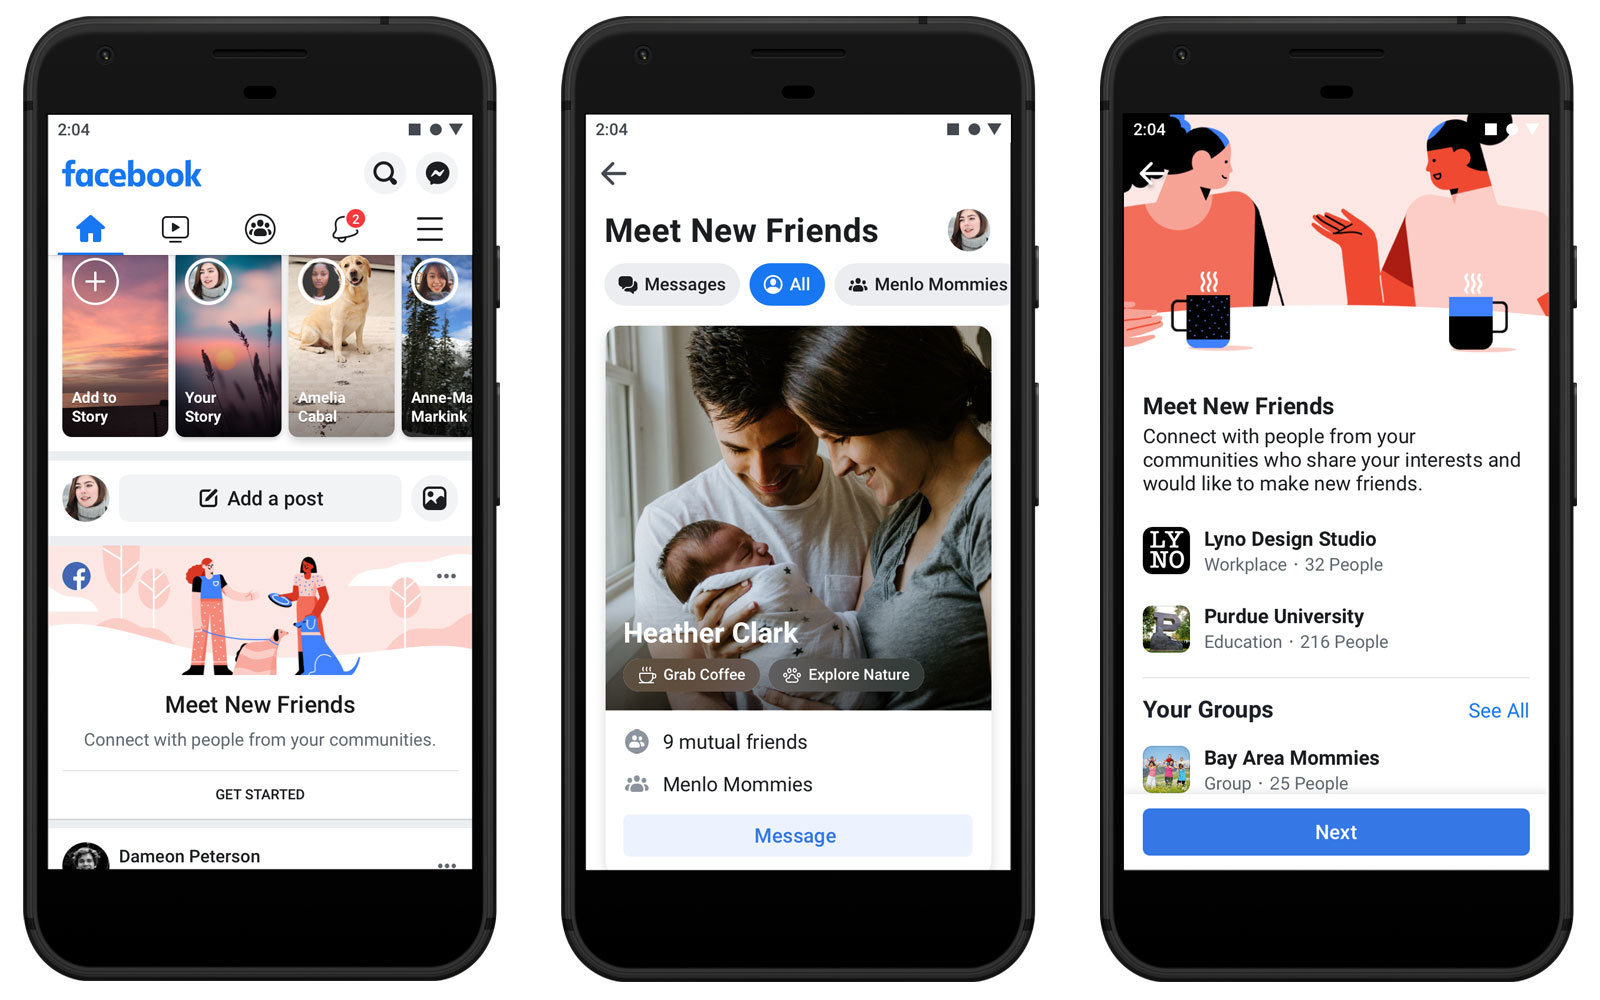 2:04
facebook
2
Add to
Story
Your
Story
Amelia
Cabal
Anne-Ma
Markink
Add a post
Meet New Friends
Connect with people from your communities.
GET STARTED
Dameon Peterson
2:04
Meet New Friends
Messages
All
Menlo Mommies
Heather Clark
Grab Coffee
Explore Nature
9 mutual friends
Menlo Mommies
Message
2:04
Meet New Friends
Connect with people from your
communities who share your interests and
would like to make new friends.
LY
NO
Lyno Design Studio
Workplace · 32 People
P
Purdue University
Education · 216 People
Your Groups
See All
Bay Area Mommies
Group · 25 People
Next